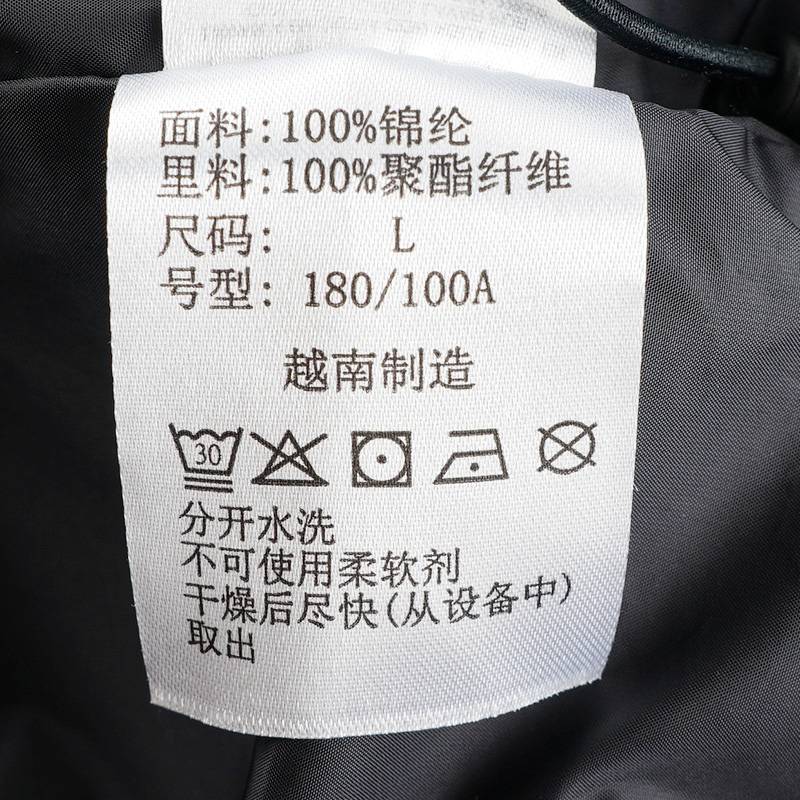 面料:100%锦纶
里料:100%聚酯纤维
尺码: L
号型: 180/100A
越南制造
30
分开水洗
不可使用柔软剂
干燥后尽快(从设备中)
取出